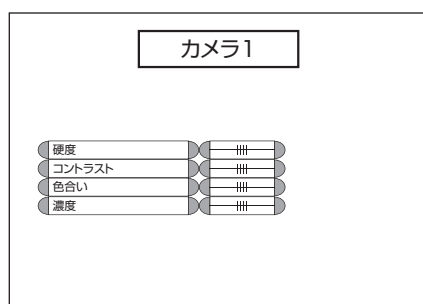 カメラ1
硬度
コントラスト
色合い
濃度